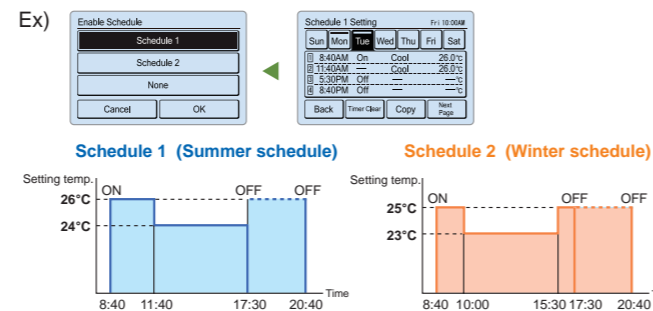 Ex)
Enable Schedule
Schedule 1
Schedule 2
None
Cancel OK
Schedule 1 Setting Fri 10:00AM
Sun Mon Tue Wed Thu Fri Sat
1 8:40AM On Cool 26.0°C
2 11:40AM — Cool 26.0°C
3 5:30PM Off — —°C
4 8:40PM Off — —°C
Back Timer Clear Copy Next Page
Schedule 1 (Summer schedule)
Setting temp.
ON OFF OFF
26°C
24°C
Time
8:40 11:40 17:30 20:40
Schedule 2 (Winter schedule)
Setting temp.
ON OFF OFF
25°C
23°C
8:40 10:00 15:30 17:30 20:40